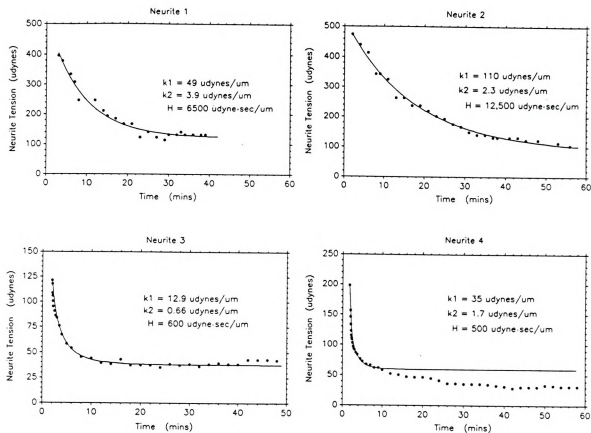 Neurite 1
500
400
300
200
100
0
0 10 20 30 40 50 60
Neurite Tension (udynes)
Time (mins)
k1 = 49 udynes/um
k2 = 3.9 udynes/um
H = 6500 udyne-sec/um
Neurite 2
500
400
300
200
100
0
0 10 20 30 40 50 60
Neurite Tension (udynes)
Time (mins)
k1 = 110 udynes/um
k2 = 2.3 udynes/um
H = 12,500 udyne-sec/um
Neurite 3
150
125
100
75
50
25
0
0 10 20 30 40 50
Neurite Tension (udynes)
Time (mins)
k1 = 12.9 udynes/um
k2 = 0.66 udynes/um
H = 600 udyne-sec/um
Neurite 4
250
200
150
100
50
0
0 10 20 30 40 50 60
Neurite Tension (udynes)
Time (mins)
k1 = 35 udynes/um
k2 = 1.7 udynes/um
H = 500 udyne-sec/um